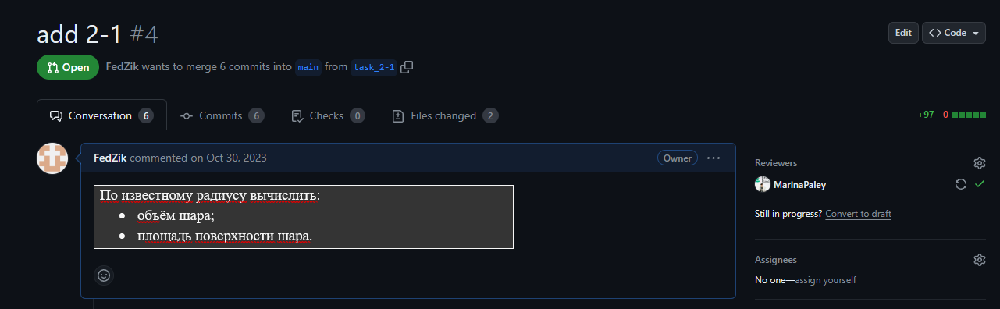 add 2-1 #4
Edit
<> Code
Open
FedZik wants to merge 6 commits into main from task_2-1
Conversation 6
Commits 6
Checks 0
Files changed 2
+97 −0
FedZik commented on Oct 30, 2023
Owner
По известному радиусу вычислить:
• объём шара;
• площадь поверхности шара.
Reviewers
MarinaPaley
Still in progress? Convert to draft
Assignees
No one—assign yourself